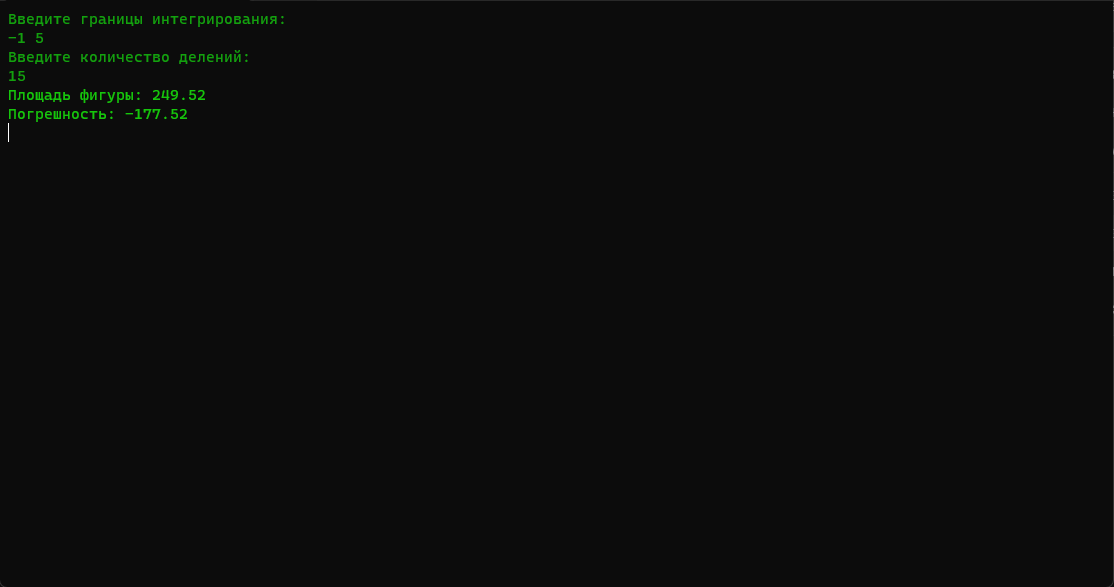 Введите границы интегрирования:
-1 5
Введите количество делений:
15
Площадь фигуры: 249.52
Погрешность: -177.52